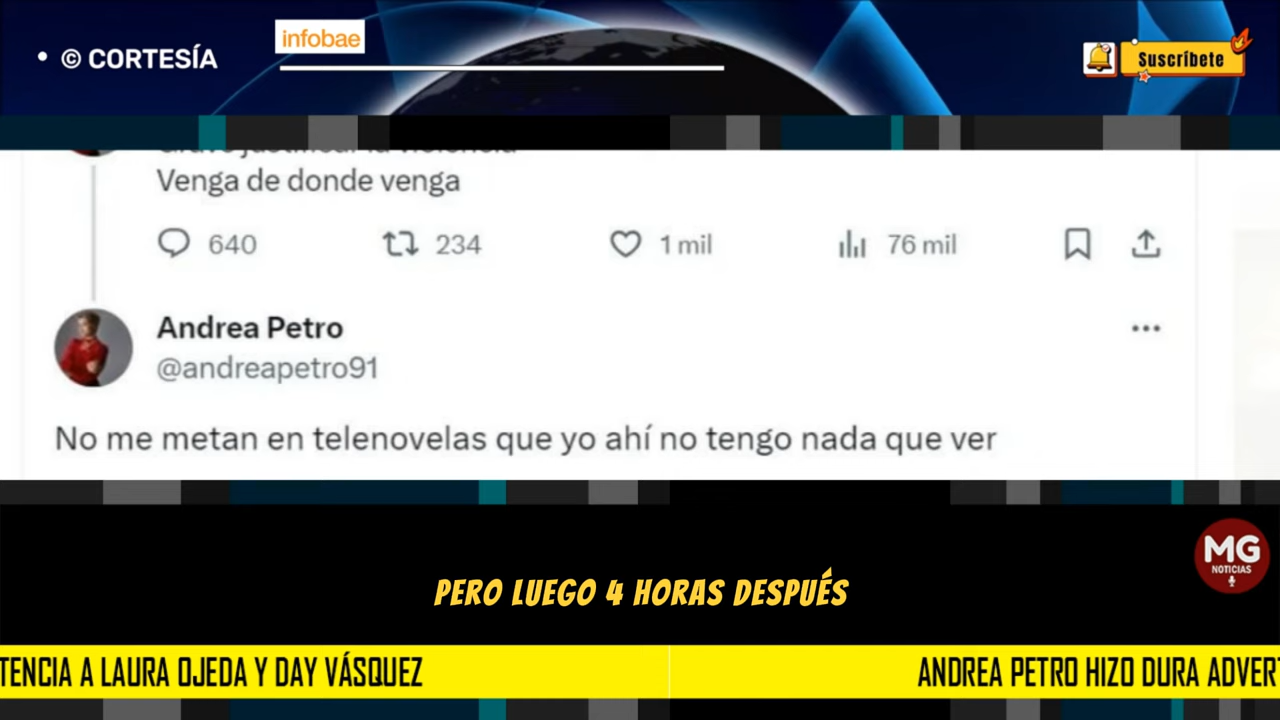 • © CORTESÍA
infobae
Suscríbete
Venga de donde venga
640 234 1 mil 76 mil
Andrea Petro
@andreapetro91
No me metan en telenovelas que yo ahí no tengo nada que ver
MG
NOTICIAS
PERO LUEGO 4 HORAS DESPUÉS
TENCIA A LAURA OJEDA Y DAY VÁSQUEZ ANDREA PETRO HIZO DURA ADVER